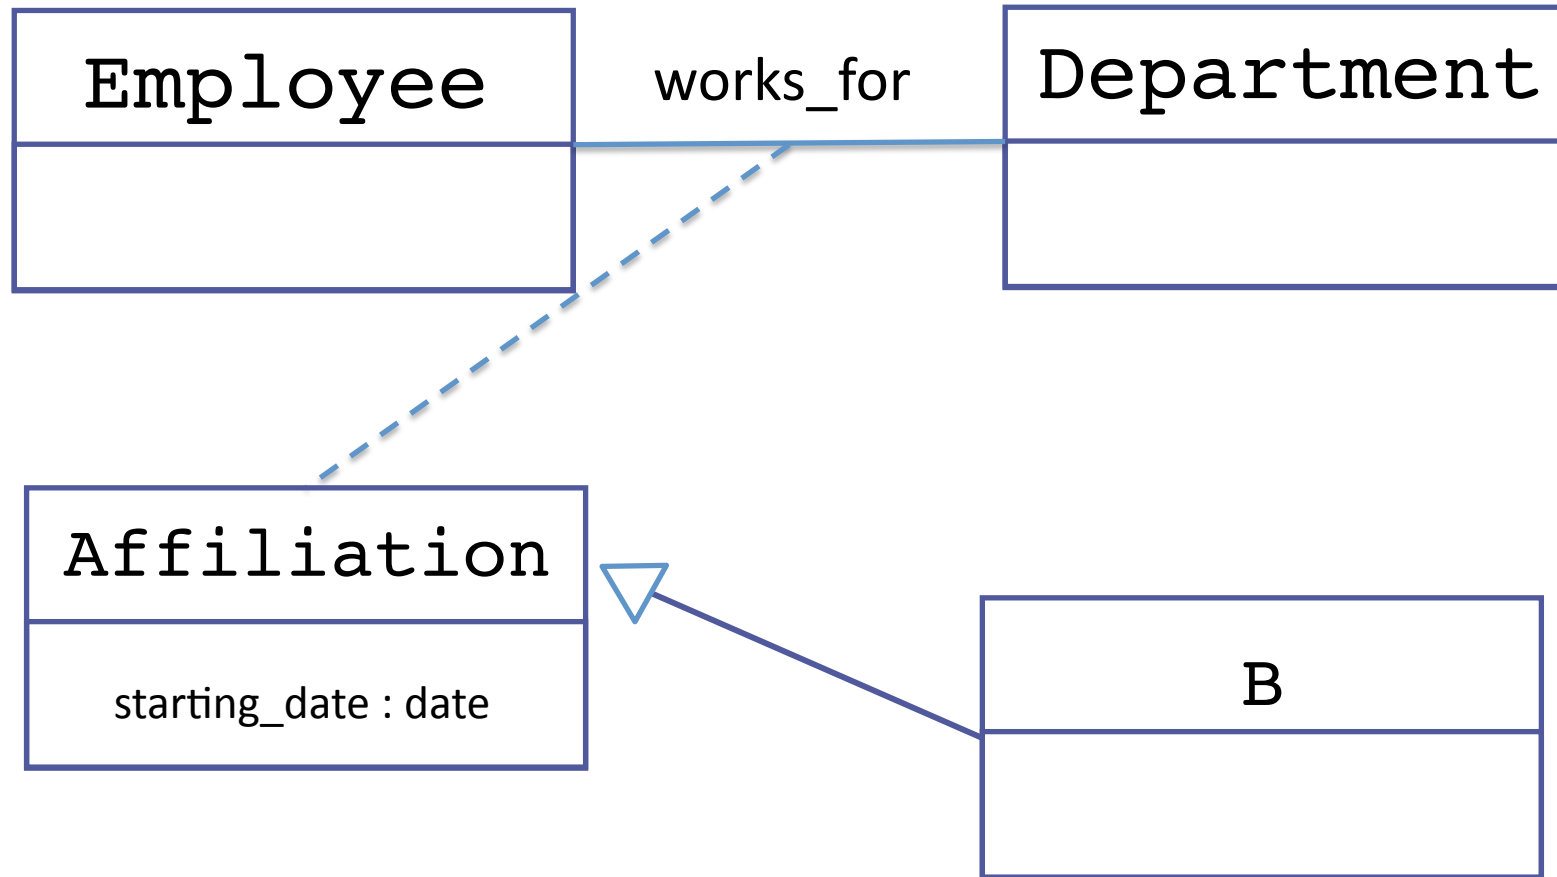 Employee
works_for
Department
Affiliation
starting_date : date
B